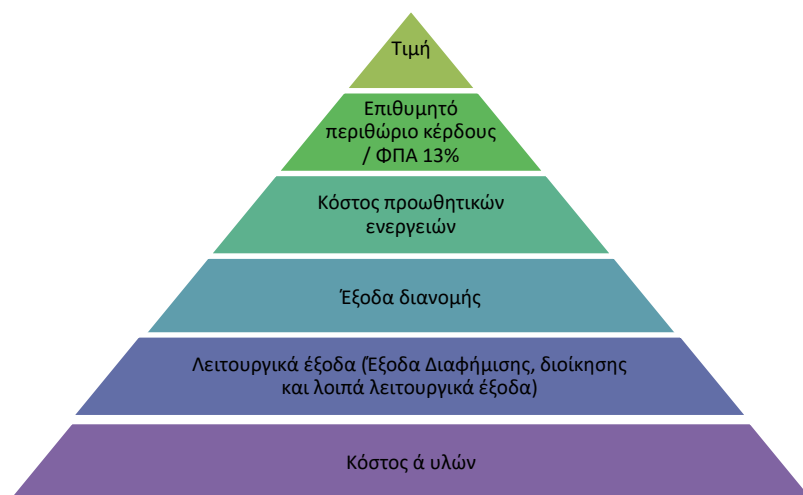 Τιμή
Επιθυμητό
περιθώριο κέρδους
/ ΦΠΑ 13%
Κόστος προωθητικών
ενεργειών
Έξοδα διανομής
Λειτουργικά έξοδα (Έξοδα Διαφήμισης, διοίκησης
και λοιπά λειτουργικά έξοδα)
Κόστος ά υλών